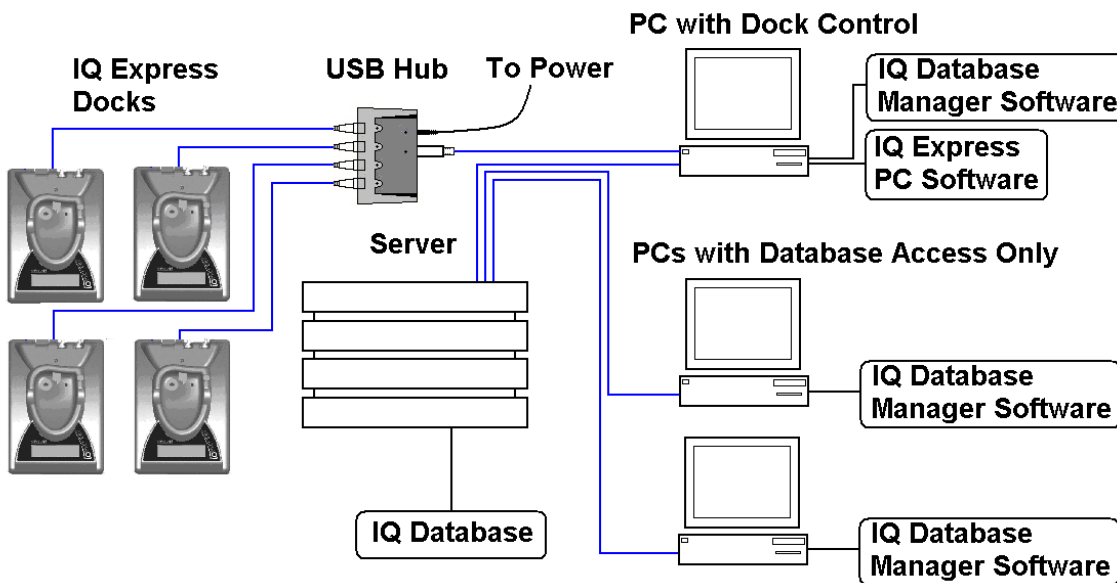 PC with Dock Control
IQ Express
Docks
USB Hub
To Power
IQ Database
Manager Software
IQ Express
PC Software
Server
PCs with Database Access Only
IQ Database
Manager Software
IQ Database
IQ Database
Manager Software